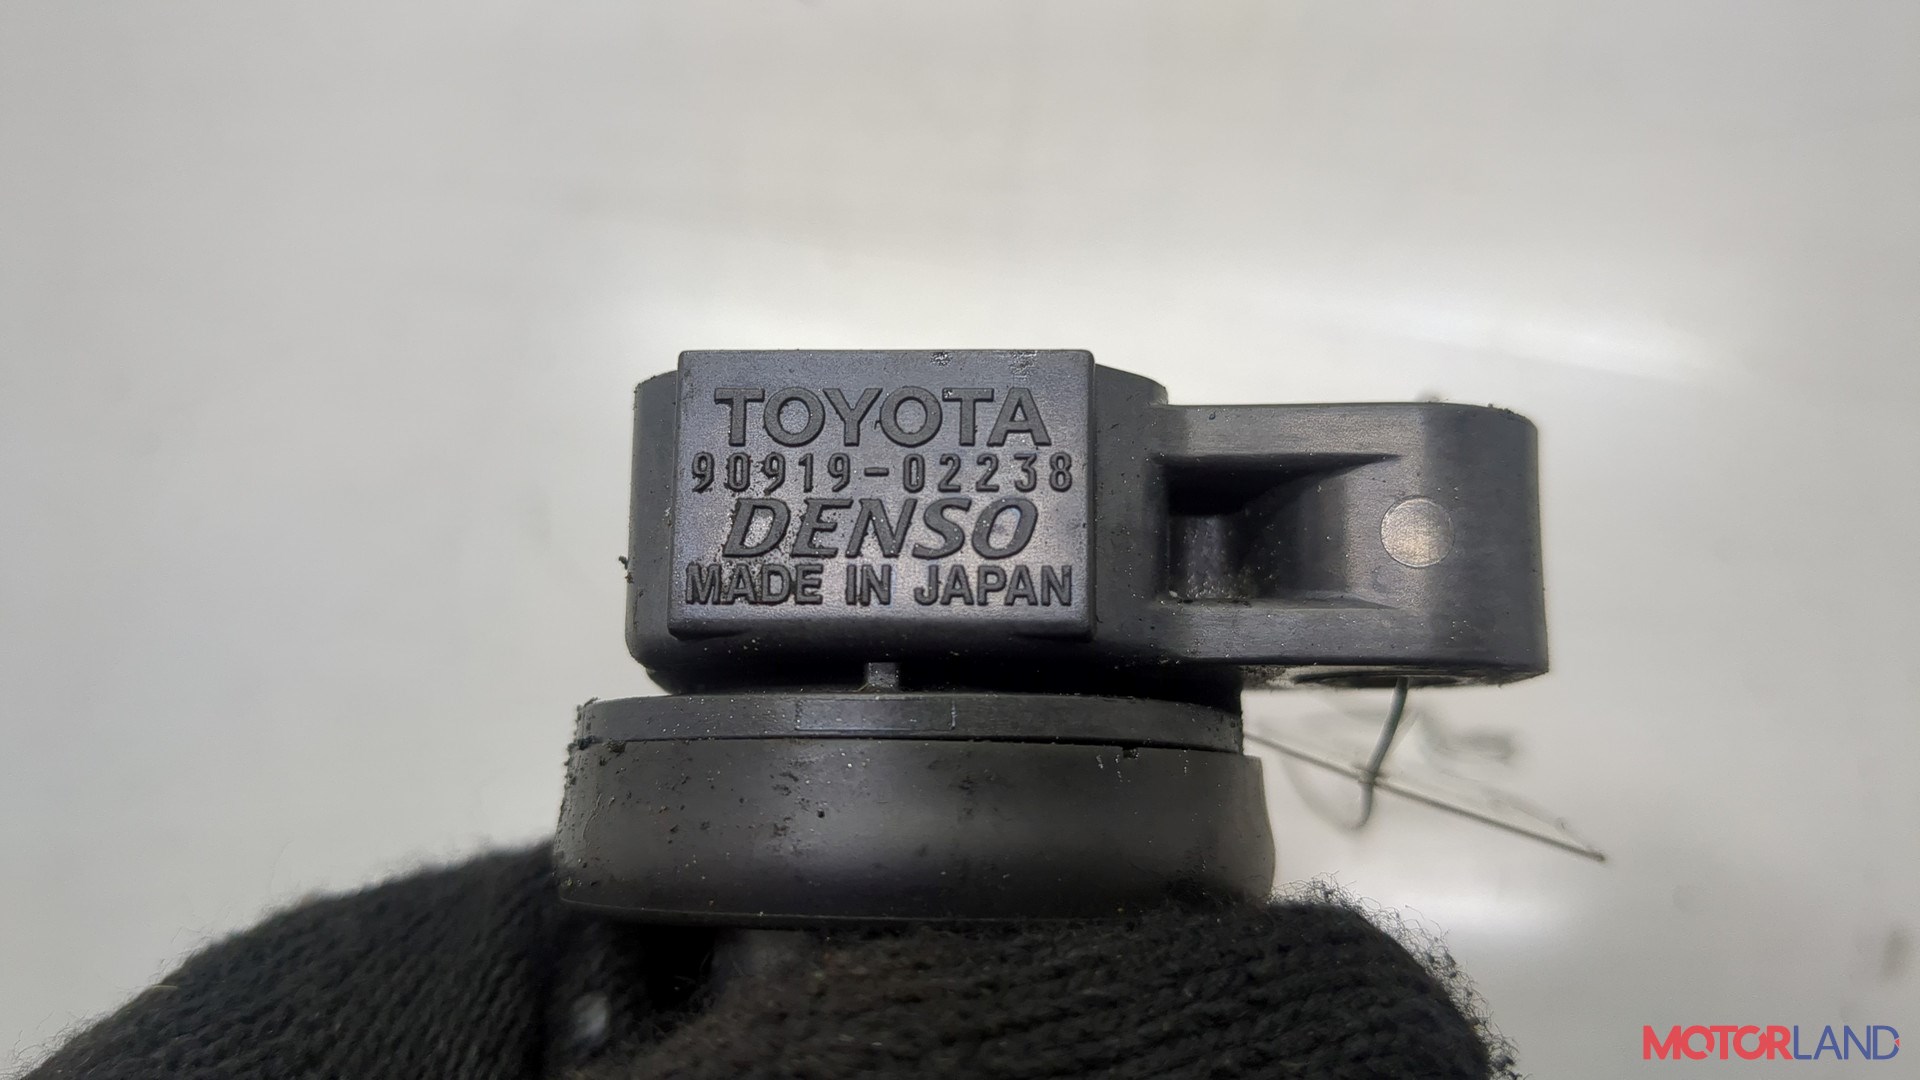 TOYOTA
90919-02238
DENSO
MADE IN JAPAN
MOTORLAND